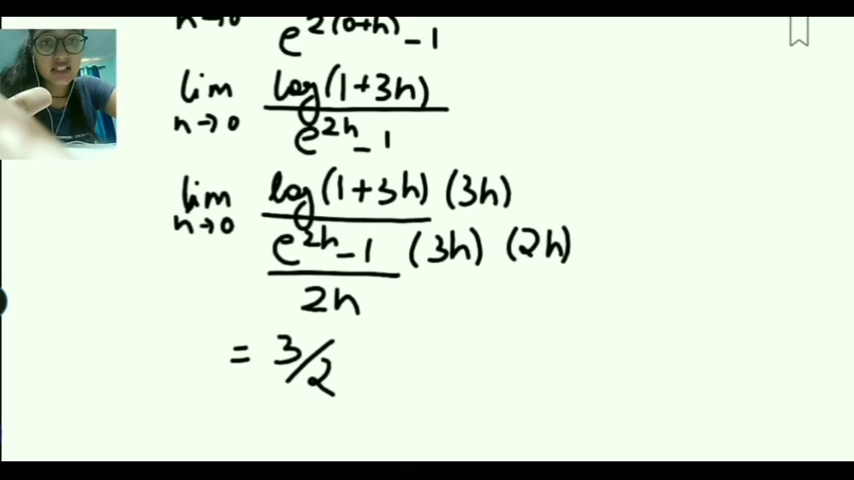 e^{2(0+h)} - 1
lim h→0 log(1+3h) / e^{2h} - 1
lim h→0 log(1+3h) (3h) / ((e^{2h} - 1) / 2h) (3h) (2h)
= 3/2